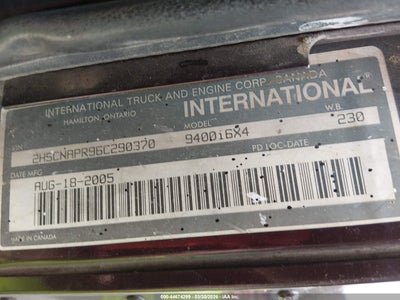 INTERNATIONAL TRUCK AND ENGINE CORP. CANADA
HAMILTON, ONTARIO
INTERNATIONAL®
VIN
MODEL
W.B.
2HSCNAPR96C290370
9400i6X4
230
DATE MFG
PD LOC-DATE
AUG-18-2005
MADE IN CANADA